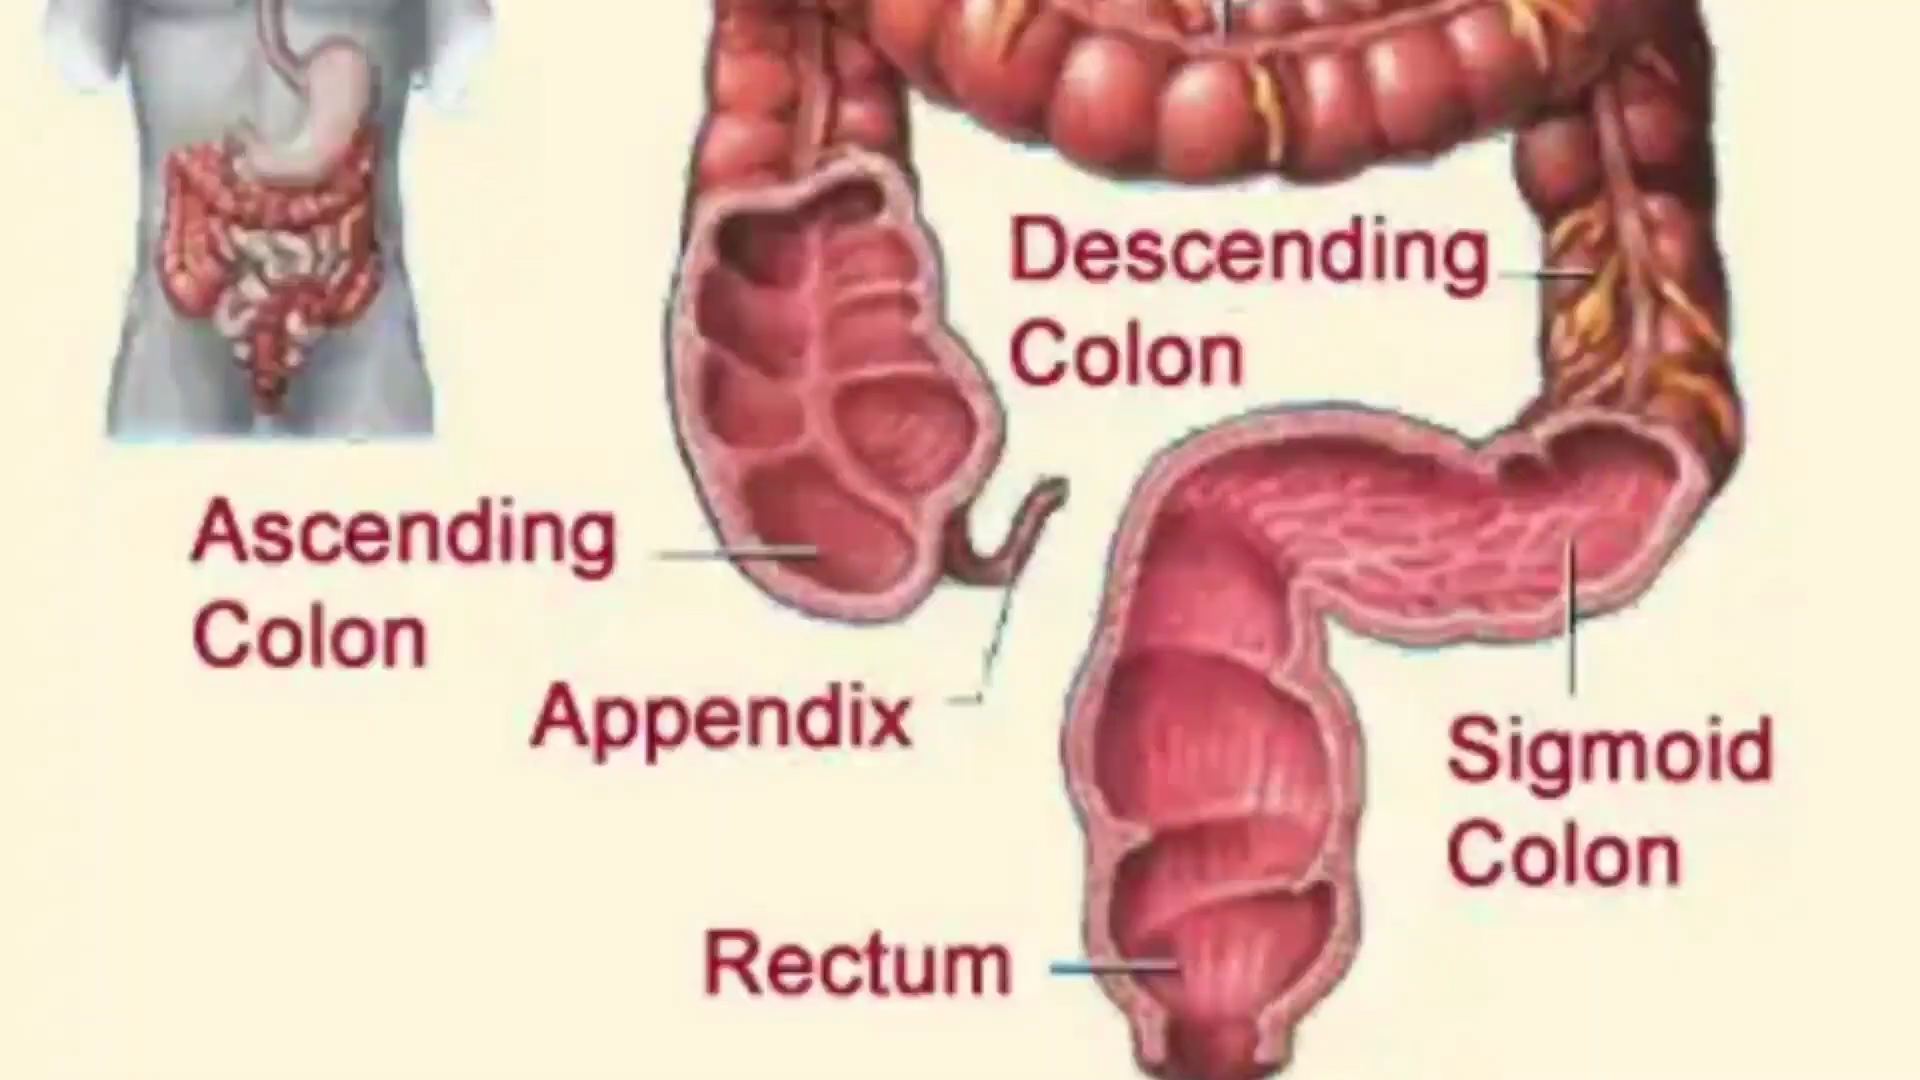 Descending
Colon
Ascending
Colon
Appendix
Sigmoid
Colon
Rectum